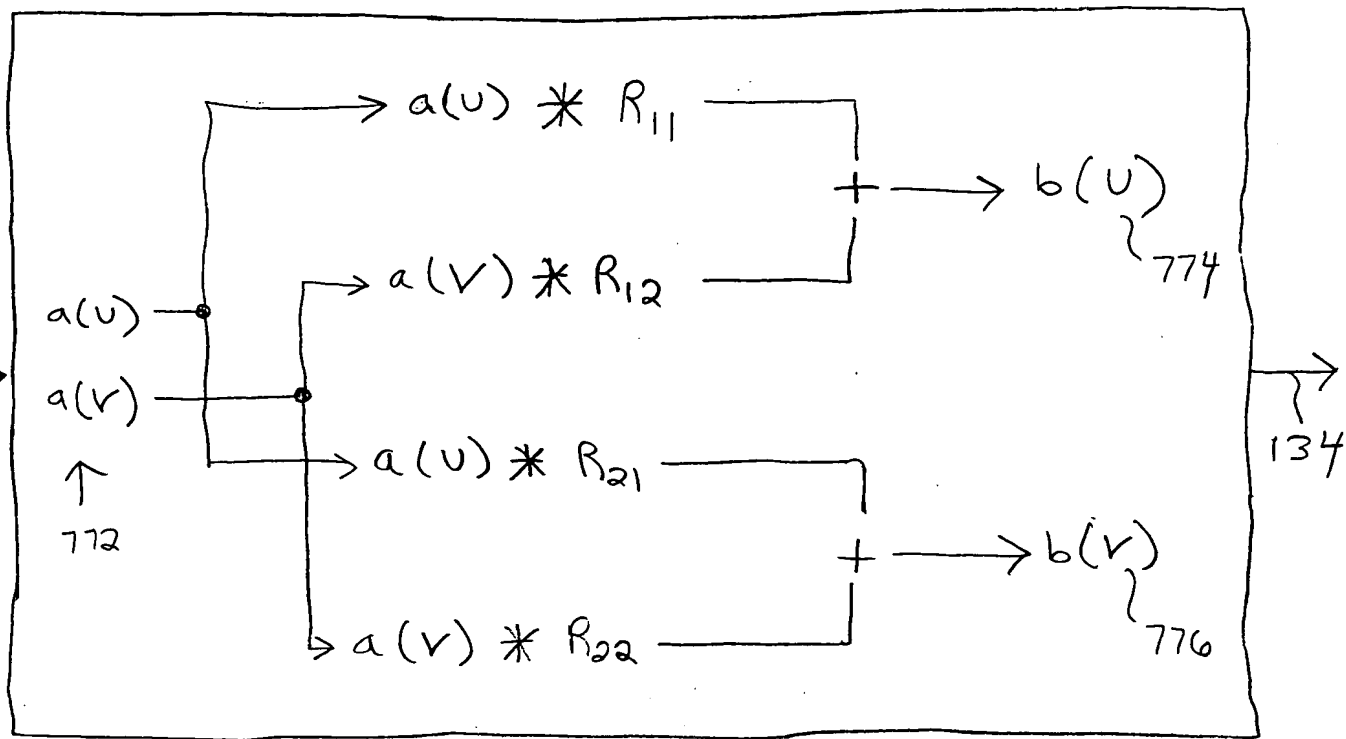 a(U) * R₁₁
+
b(U)
774
a(V) * R₁₂
a(U)
a(V)
772
134
a(U) * R₂₁
+
b(V)
776
a(V) * R₂₂